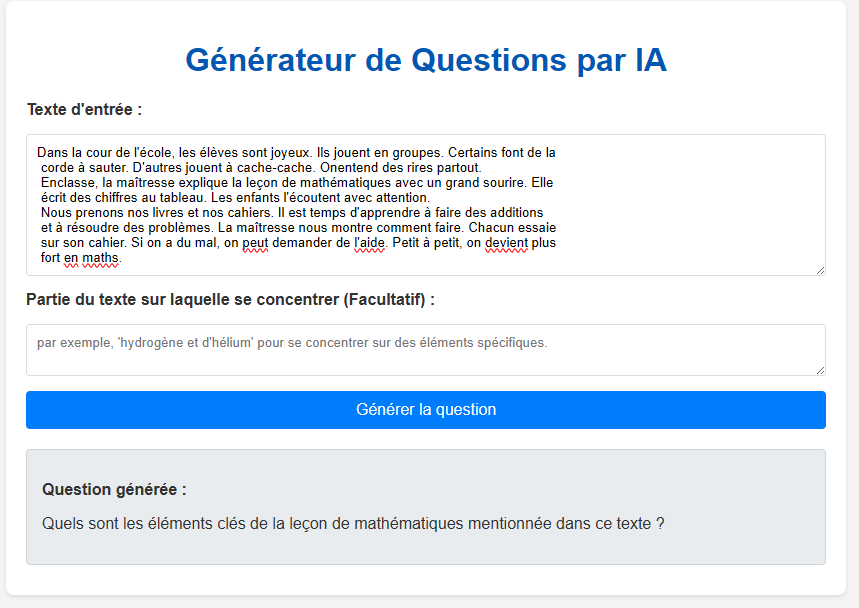 Générateur de Questions par IA
Texte d'entrée :
Dans la cour de l'école, les élèves sont joyeux. Ils jouent en groupes. Certains font de la
corde à sauter. D'autres jouent à cache-cache. Onentend des rires partout.
Enclasse, la maîtresse explique la leçon de mathématiques avec un grand sourire. Elle
écrit des chiffres au tableau. Les enfants l'écoutent avec attention.
Nous prenons nos livres et nos cahiers. Il est temps d'apprendre à faire des additions
et à résoudre des problèmes. La maîtresse nous montre comment faire. Chacun essaie
sur son cahier. Si on a du mal, on peut demander de l'aide. Petit à petit, on devient plus
fort en maths.
Partie du texte sur laquelle se concentrer (Facultatif) :
par exemple, 'hydrogène et d'hélium' pour se concentrer sur des éléments spécifiques.
Générer la question
Question générée :
Quels sont les éléments clés de la leçon de mathématiques mentionnée dans ce texte ?